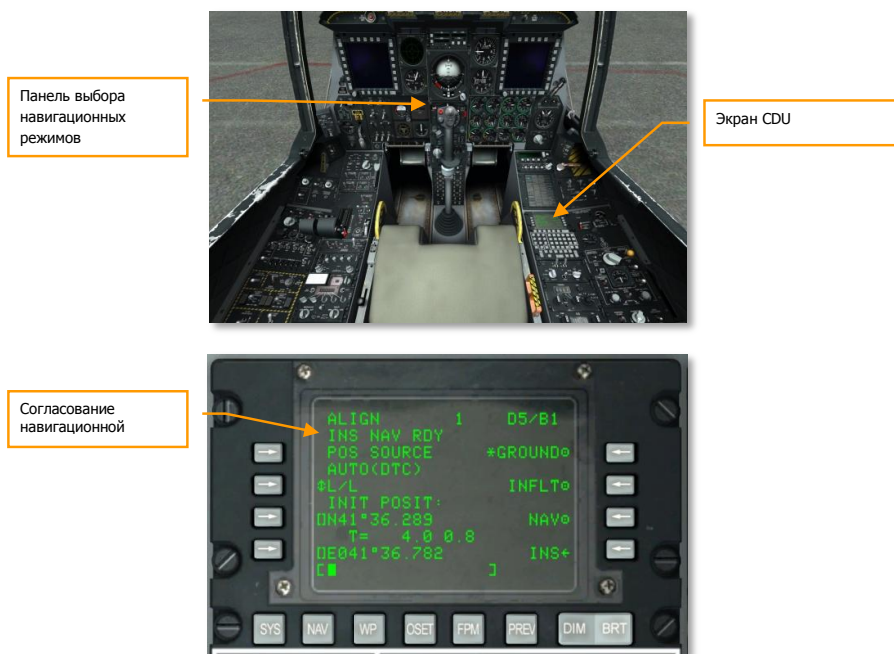 Панель выбора
навигационных
режимов
Экран CDU
Согласование
навигационной
ALIGN 1 D5/B1
INS NAV RDY
POS SOURCE *GROUND¤
AUTO(DTC)
↕L/L INFLT¤
INIT POSIT:
[]N41°36.289 NAV¤
T= 4.0 0.8
[]E041°36.782 INS←
[ ]
SYS NAV WP OSET FPM PREV DIM BRT